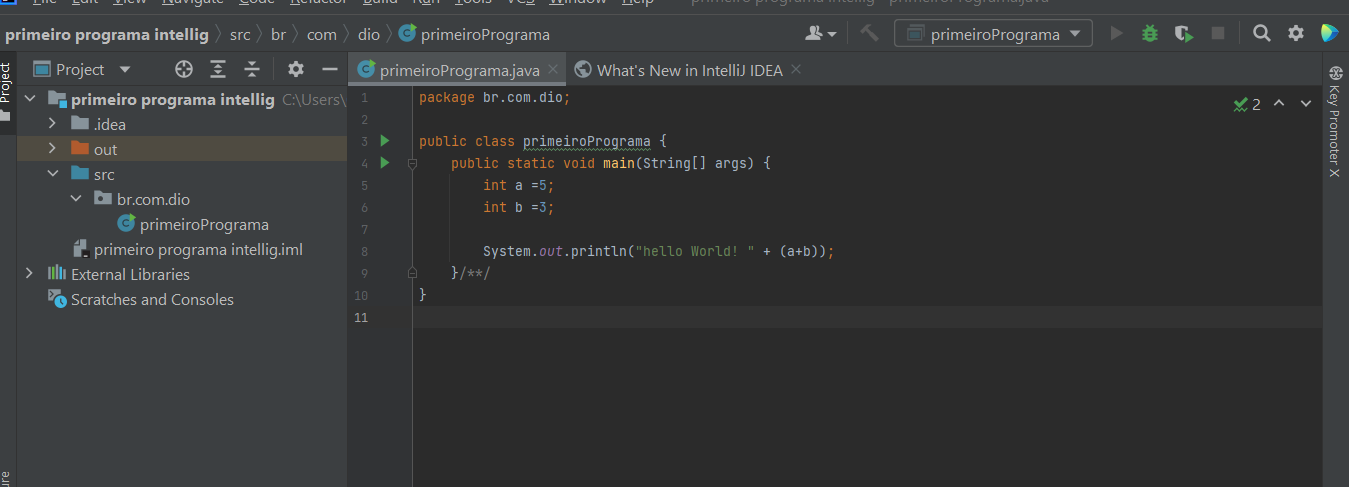 File Edit View Navigate Code Refactor Build Run Tools VCS Window Help primeiro programa intellig - primeiroPrograma.java
primeiro programa intellig src br com dio primeiroPrograma
primeiroPrograma
Project
Project
primeiroPrograma.java
What's New in IntelliJ IDEA
primeiro programa intellig C:\Users\
.idea
out
src
br.com.dio
primeiroPrograma
primeiro programa intellig.iml
External Libraries
Scratches and Consoles
1 package br.com.dio;
2
3 public class primeiroPrograma {
4 public static void main(String[] args) {
5 int a =5;
6 int b =3;
7
8 System.out.println("hello World! " + (a+b));
9 }/**/
10 }
11
2
Key Promoter X